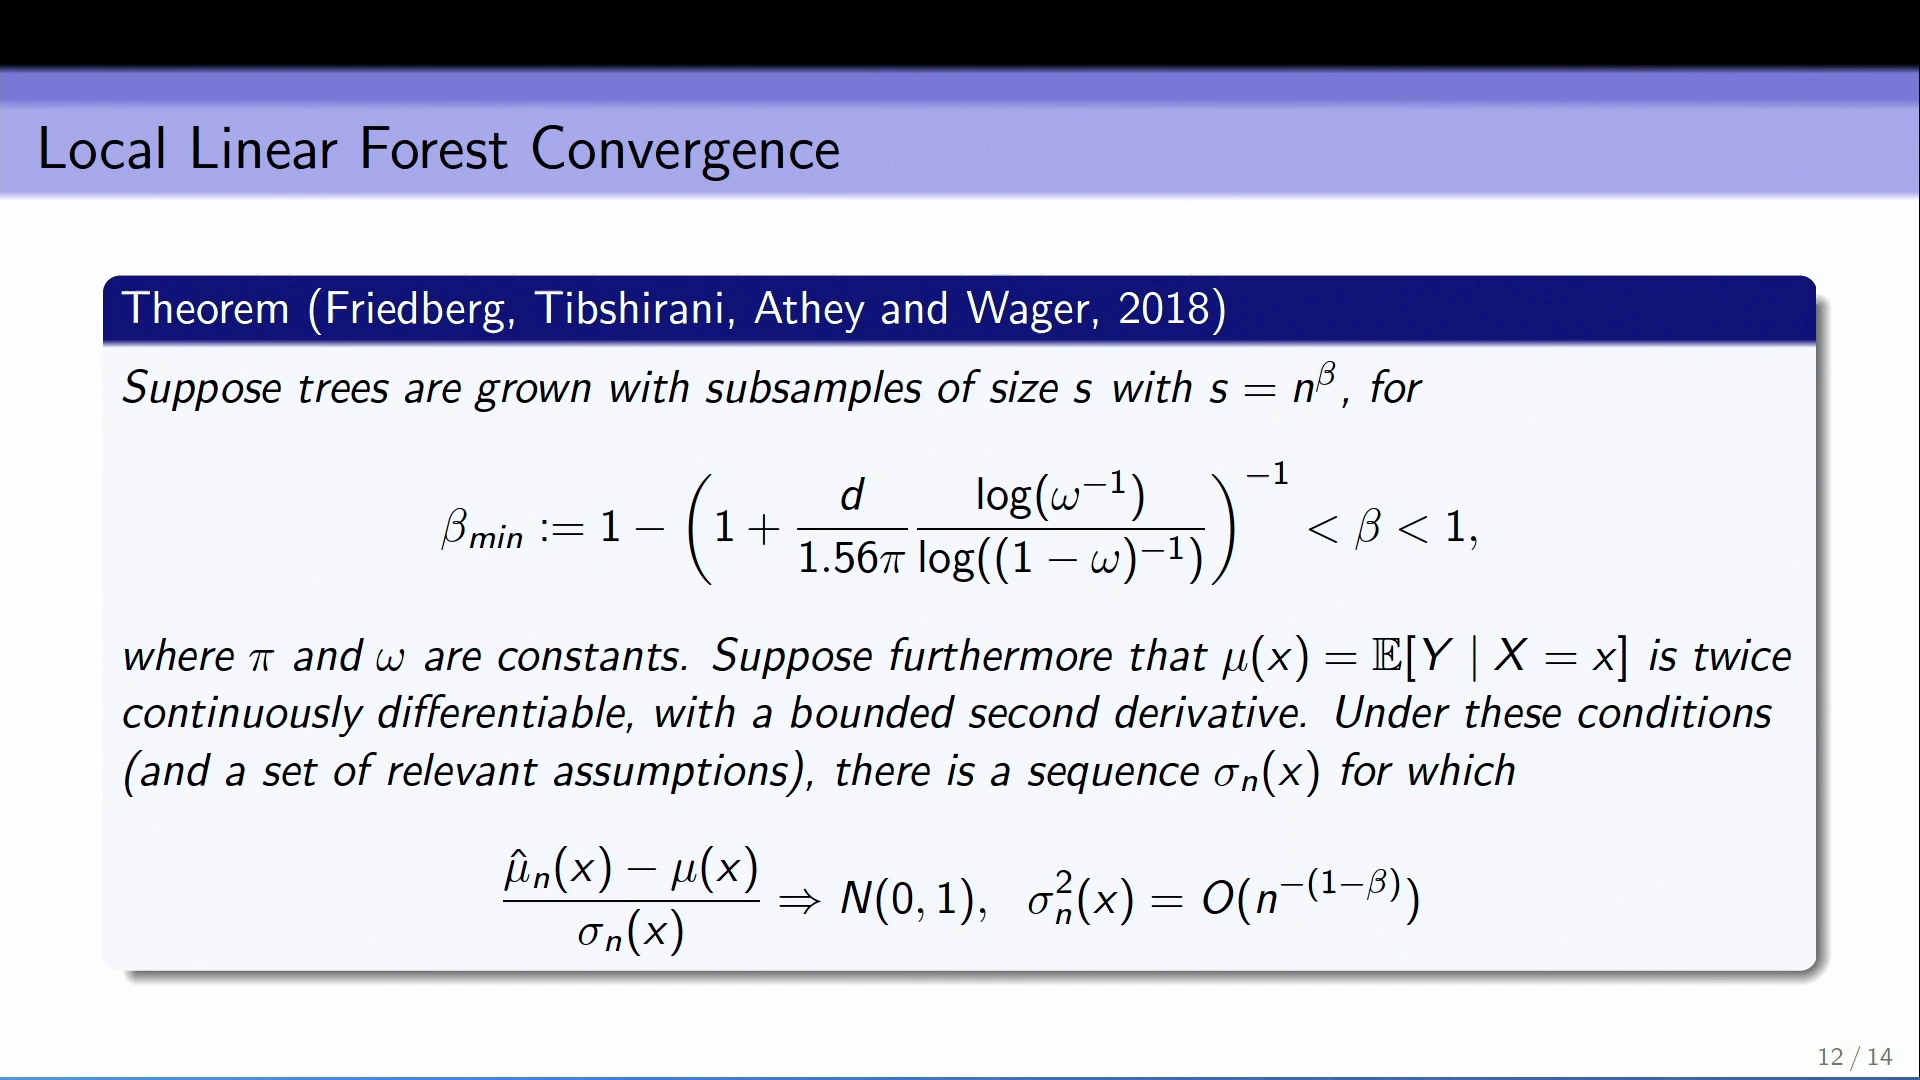 Local Linear Forest Convergence
Theorem (Friedberg, Tibshirani, Athey and Wager, 2018)
Suppose trees are grown with subsamples of size s with s = n^β, for
β_min := 1 − (1 + d/(1.56π) log(ω^−1)/log((1 − ω)^−1))^−1 < β < 1,
where π and ω are constants. Suppose furthermore that μ(x) = 𝔼[Y | X = x] is twice
continuously differentiable, with a bounded second derivative. Under these conditions
(and a set of relevant assumptions), there is a sequence σ_n(x) for which
(μ̂_n(x) − μ(x))/σ_n(x) ⇒ N(0, 1), σ_n^2(x) = O(n^−(1−β))
12 / 14